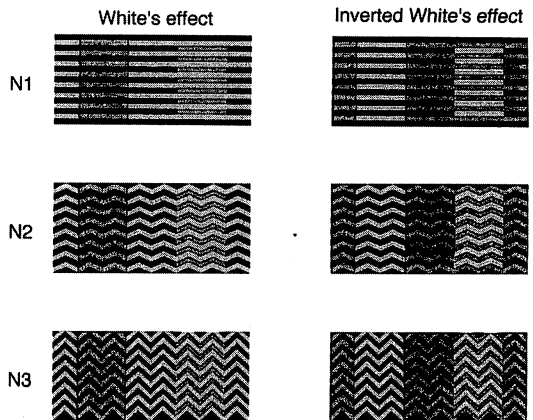 White's effect
Inverted White's effect
N1
N2
N3